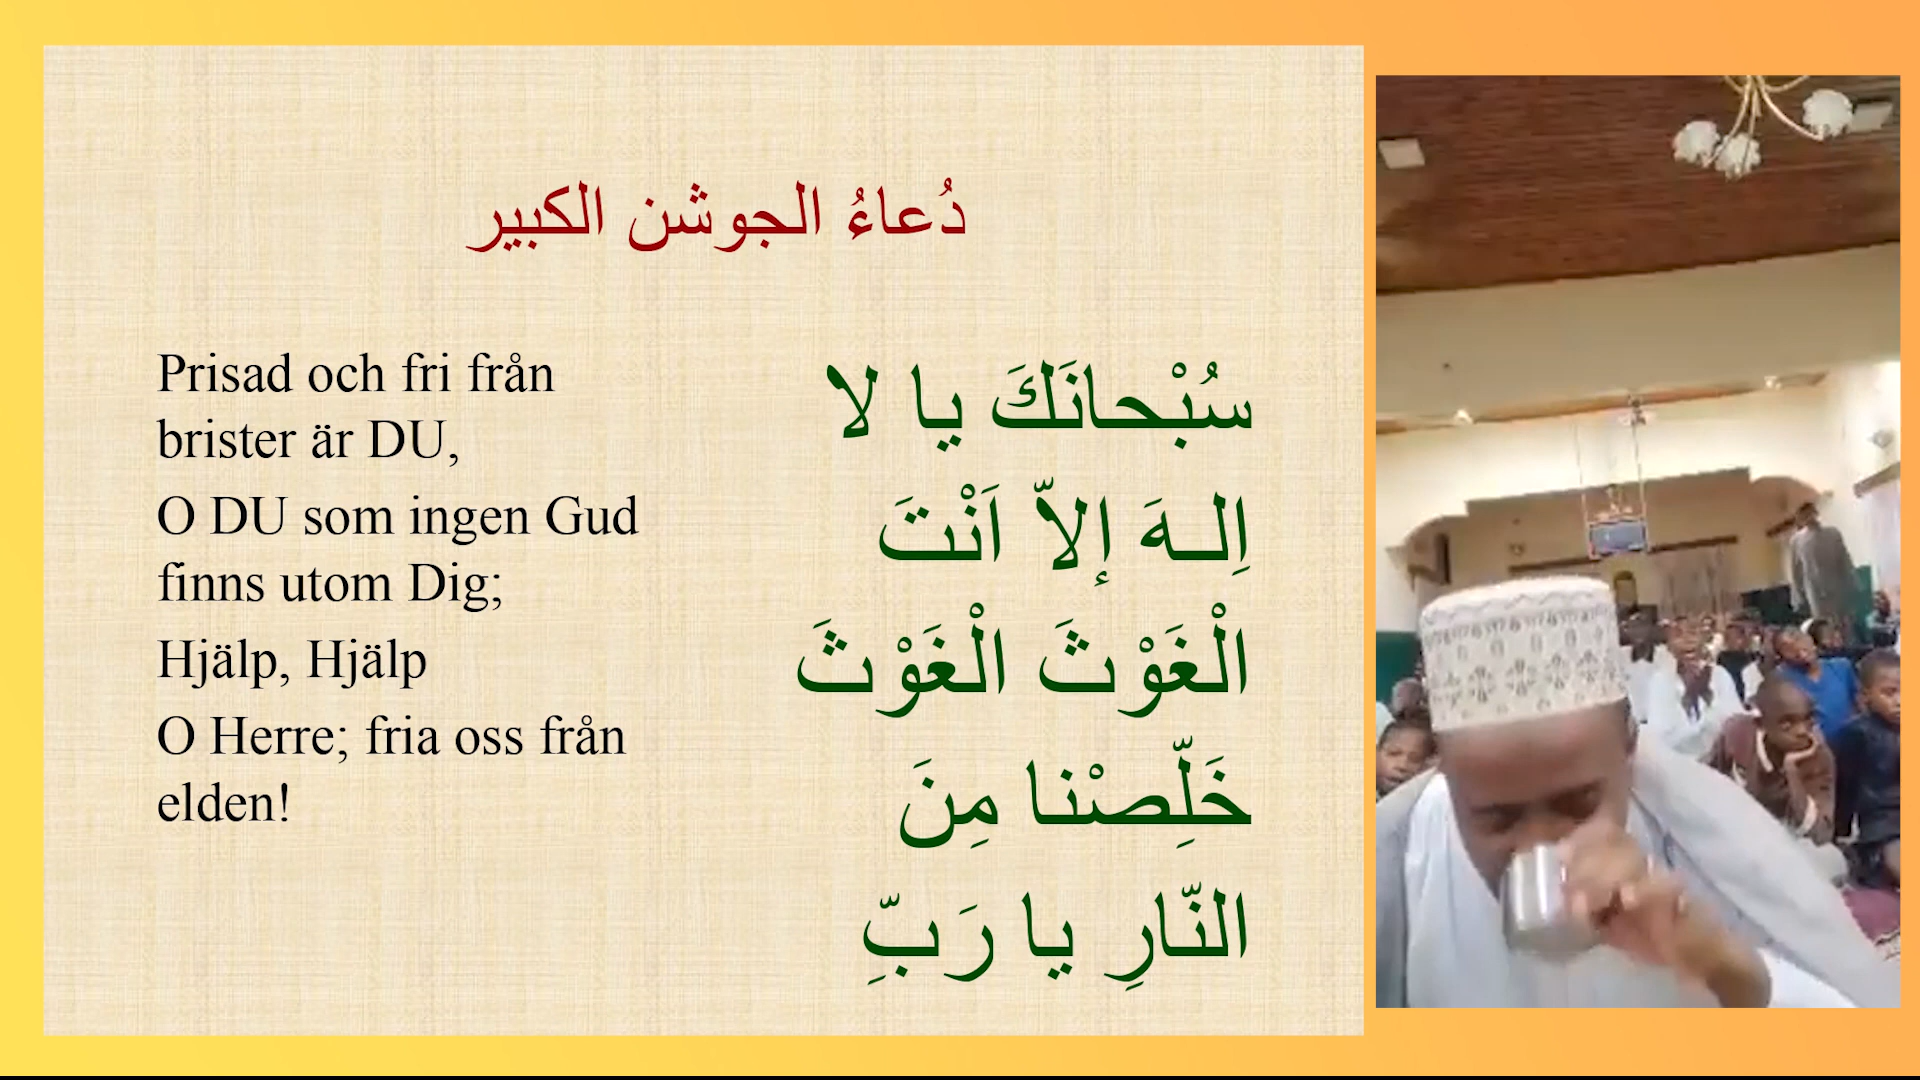 دُعاءُ الجوشن الكبير
Prisad och fri från
brister är DU,
O DU som ingen Gud
finns utom Dig;
Hjälp, Hjälp
O Herre; fria oss från
elden!
سُبْحانَكَ يا لا
اِلـهَ إلاّ اَنْتَ
الْغَوْثَ الْغَوْثَ
خَلِّصْنا مِنَ
النّارِ يا رَبِّ